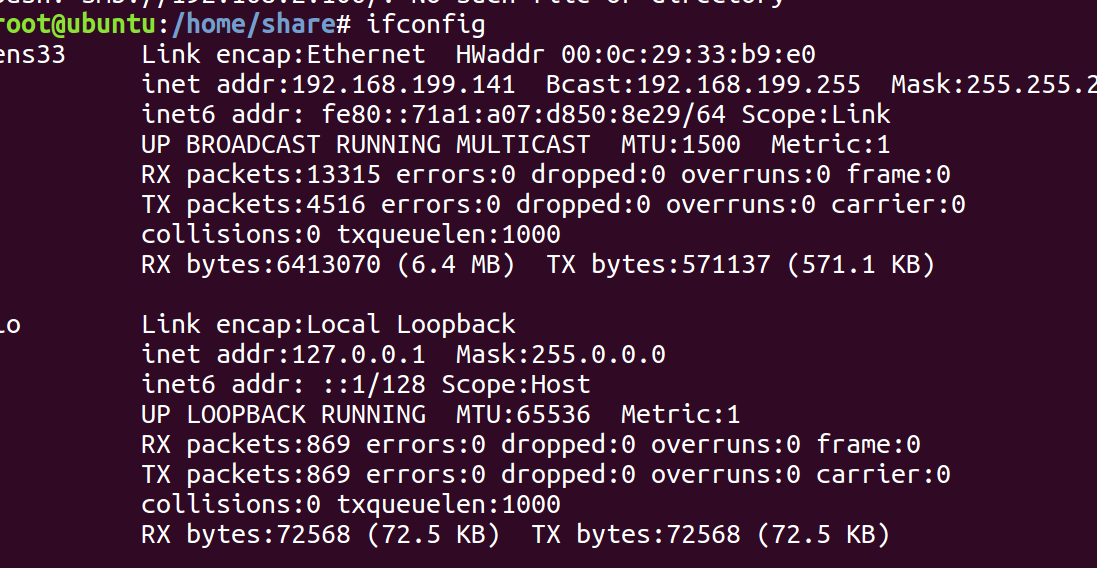 root@ubuntu:/home/share# ifconfig
ens33 Link encap:Ethernet HWaddr 00:0c:29:33:b9:e0
inet addr:192.168.199.141 Bcast:192.168.199.255 Mask:255.255.2
inet6 addr: fe80::71a1:a07:d850:8e29/64 Scope:Link
UP BROADCAST RUNNING MULTICAST MTU:1500 Metric:1
RX packets:13315 errors:0 dropped:0 overruns:0 frame:0
TX packets:4516 errors:0 dropped:0 overruns:0 carrier:0
collisions:0 txqueuelen:1000
RX bytes:6413070 (6.4 MB) TX bytes:571137 (571.1 KB)
lo Link encap:Local Loopback
inet addr:127.0.0.1 Mask:255.0.0.0
inet6 addr: ::1/128 Scope:Host
UP LOOPBACK RUNNING MTU:65536 Metric:1
RX packets:869 errors:0 dropped:0 overruns:0 frame:0
TX packets:869 errors:0 dropped:0 overruns:0 carrier:0
collisions:0 txqueuelen:1000
RX bytes:72568 (72.5 KB) TX bytes:72568 (72.5 KB)